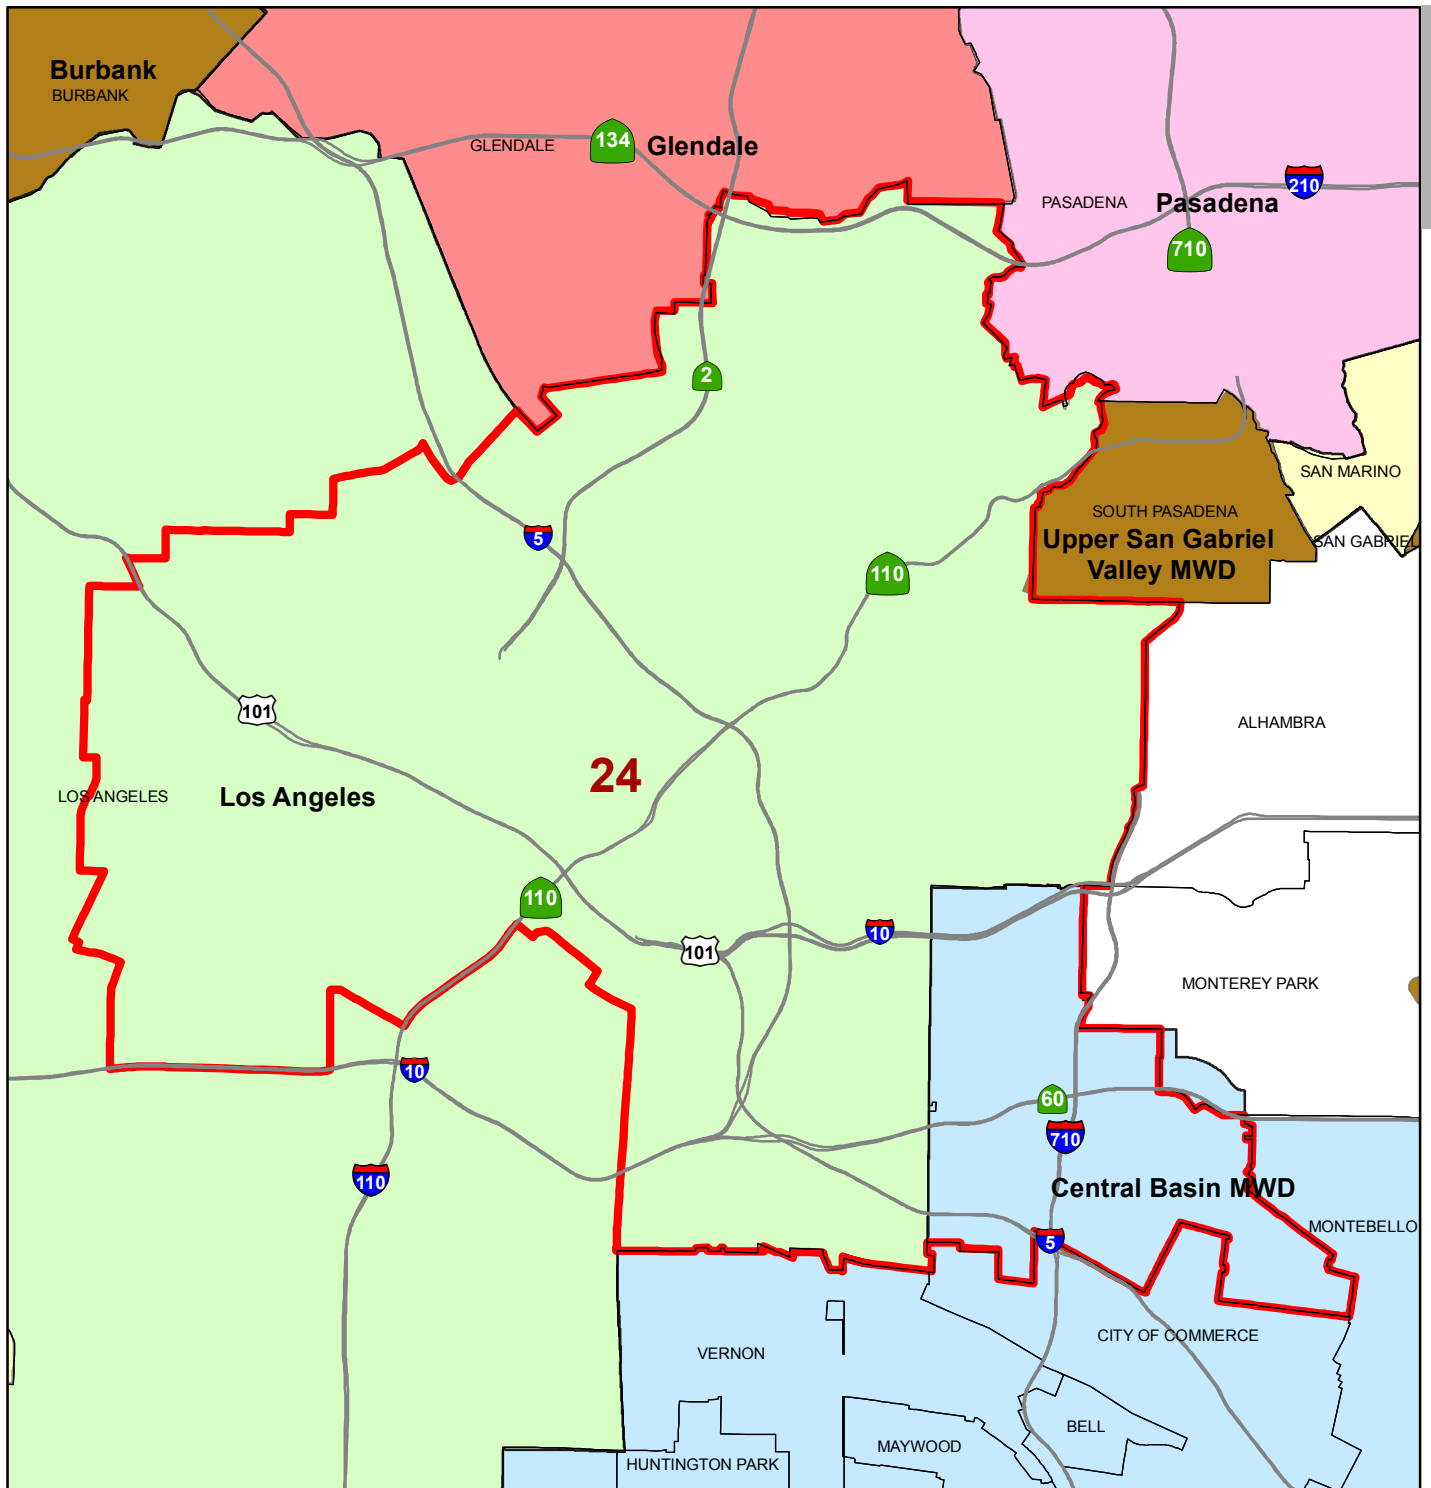 Burbank
BURBANK
134
GLENDALE
Glendale
210
PASADENA
Pasadena
710
2
SAN MARINO
SOUTH PASADENA
5
Upper San Gabriel
Valley MWD
SAN GABRIEL
110
101
ALHAMBRA
24
LOS ANGELES
Los Angeles
110
10
101
MONTEREY PARK
10
60
710
110
Central Basin MWD
MONTEBELLO
5
CITY OF COMMERCE
VERNON
BELL
MAYWOOD
HUNTINGTON PARK